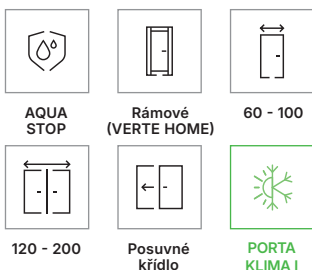 AQUA
STOP
Rámové
(VERTE HOME)
60 - 100
120 - 200
Posuvné
křídlo
PORTA
KLIMA I